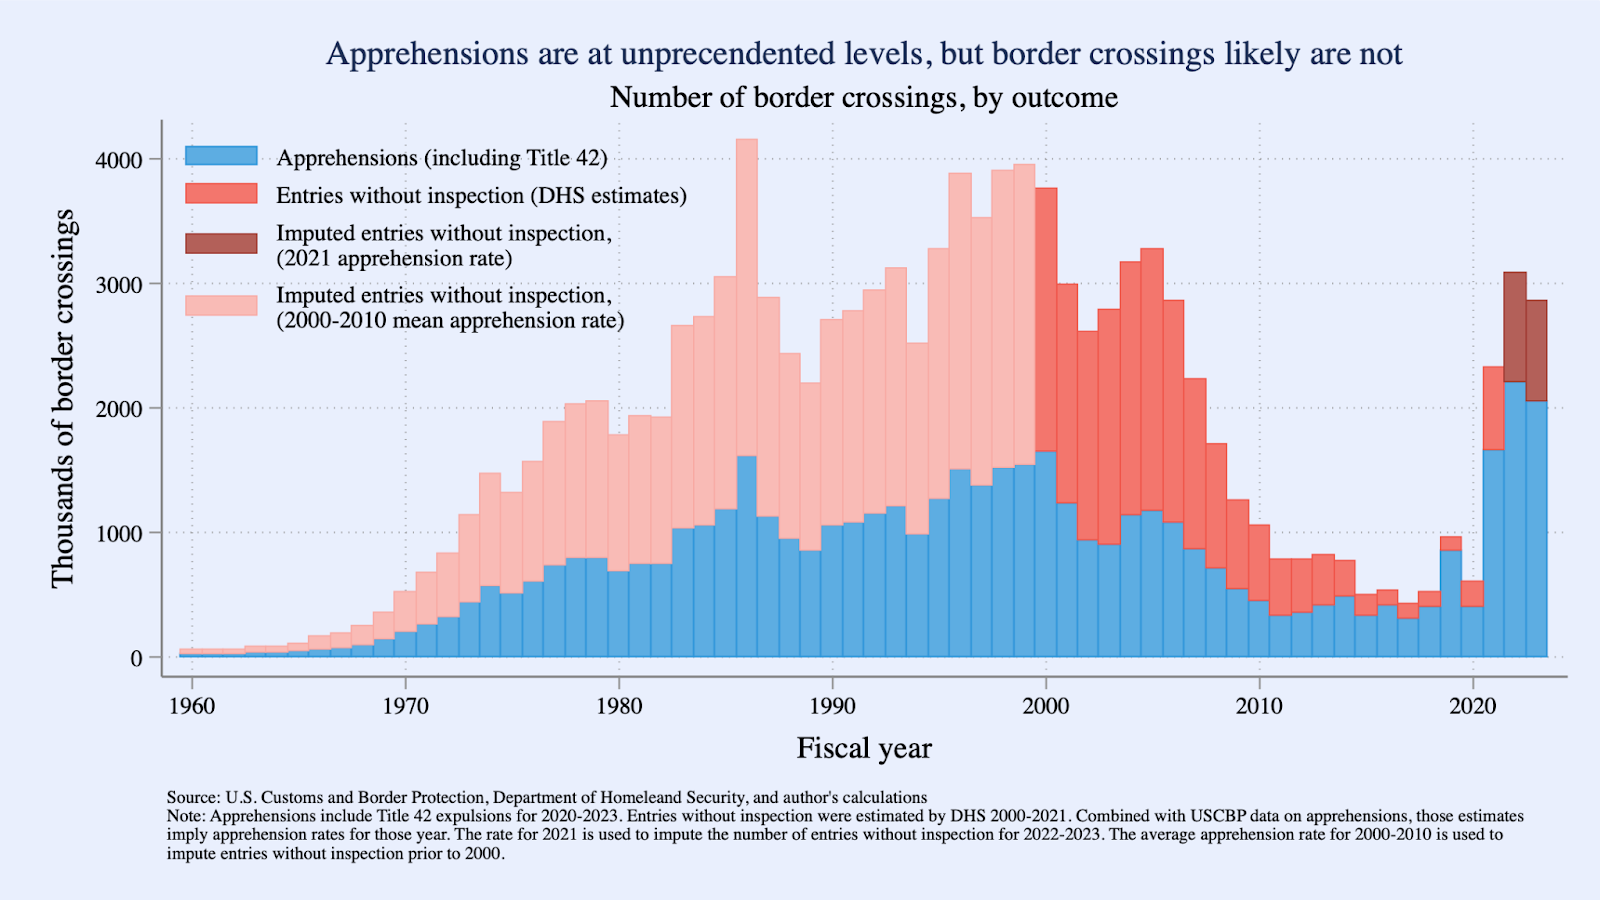 Apprehensions are at unprecendented levels, but border crossings likely are not
Number of border crossings, by outcome
Apprehensions (including Title 42)
Entries without inspection (DHS estimates)
Imputed entries without inspection,
(2021 apprehension rate)
Imputed entries without inspection,
(2000-2010 mean apprehension rate)
Thousands of border crossings
4000
3000
2000
1000
0
1960
1970
1980
1990
2000
2010
2020
Fiscal year
Source: U.S. Customs and Border Protection, Department of Homeleand Security, and author's calculations
Note: Apprehensions include Title 42 expulsions for 2020-2023. Entries without inspection were estimated by DHS 2000-2021. Combined with USCBP data on apprehensions, those estimates
imply apprehension rates for those year. The rate for 2021 is used to impute the number of entries without inspection for 2022-2023. The average apprehension rate for 2000-2010 is used to
impute entries without inspection prior to 2000.